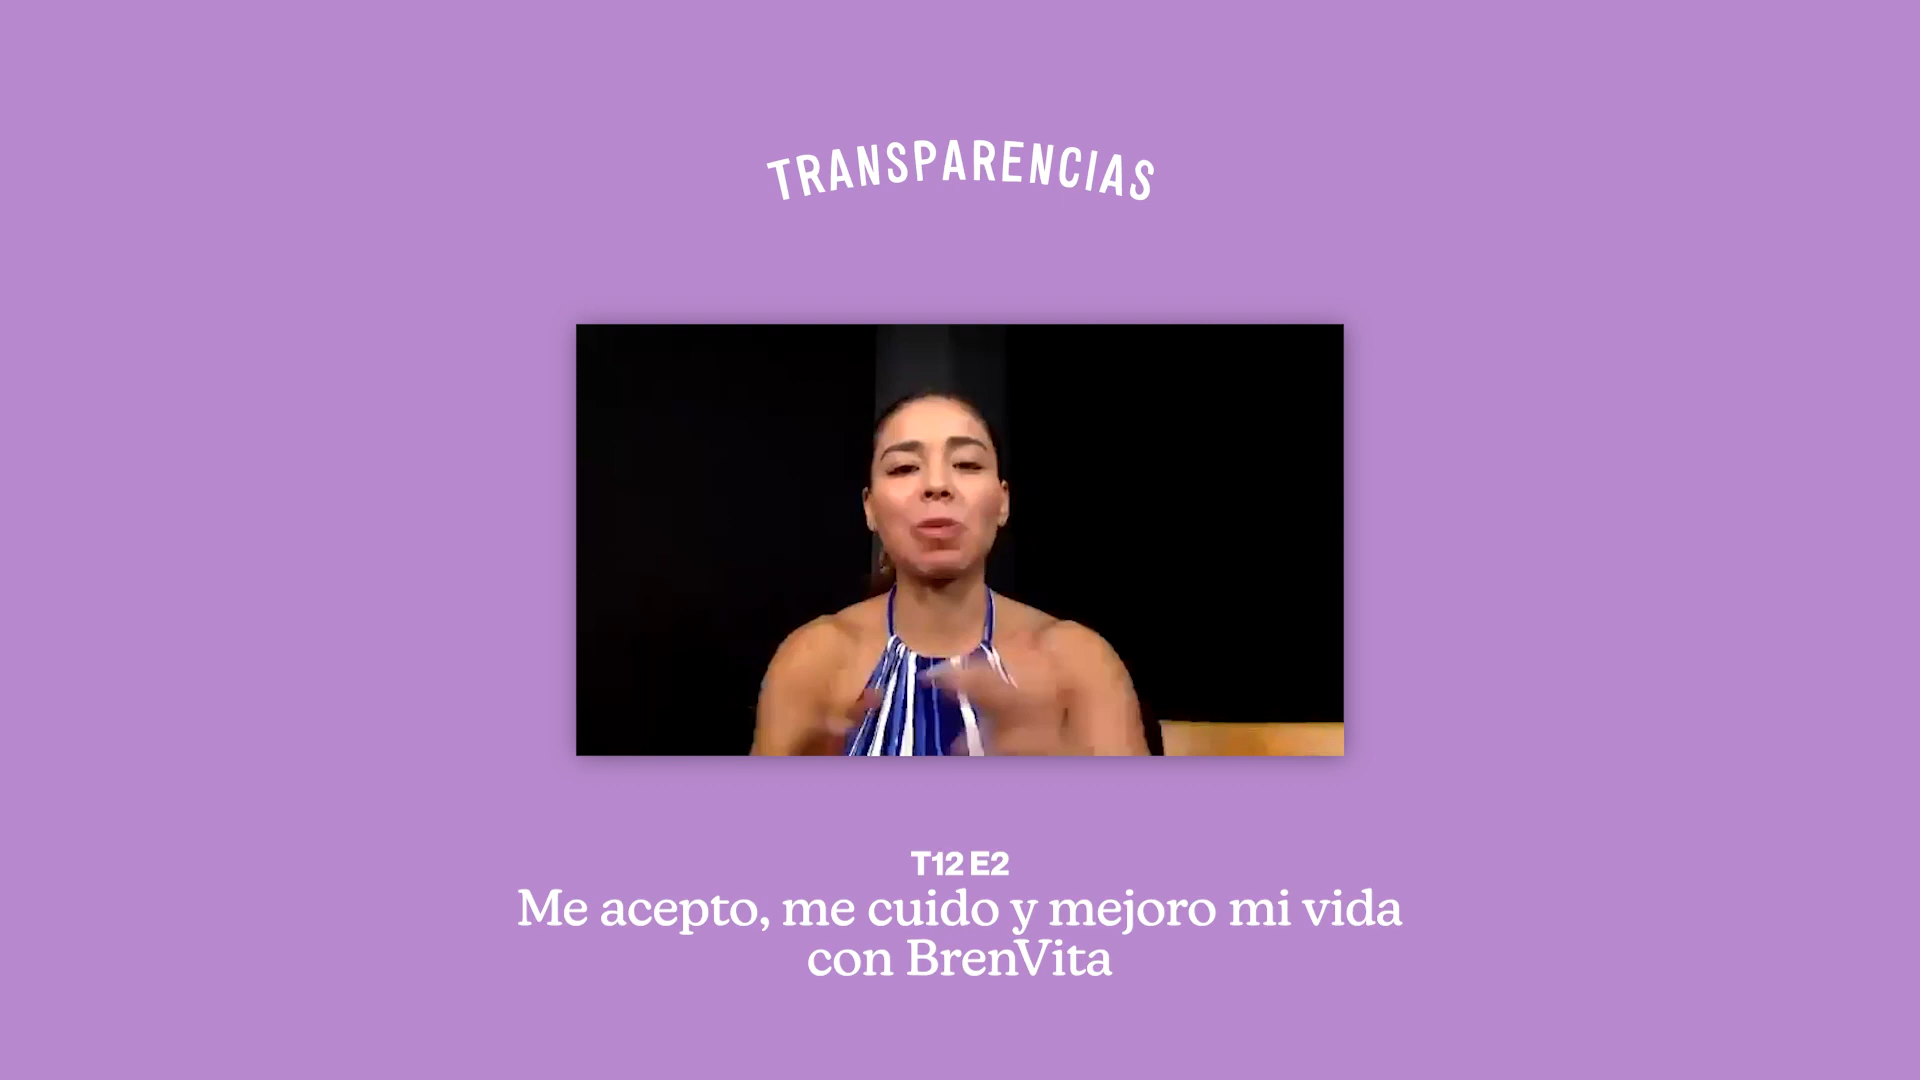 TRANSPARENCIAS
T12 E2
Me acepto, me cuido y mejoro mi vida
con BrenVita